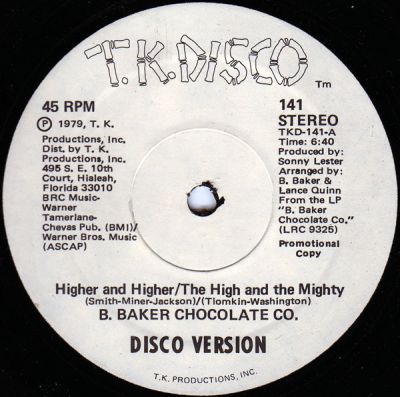 T.K.DISCO
Tm
45 RPM
Ⓟ 1979, T. K.
Productions, Inc.
Dist. by T. K.
Productions, Inc.
495 S. E. 10th
Court, Hialeah,
Florida 33010
BRC Music-
Warner
Tamerlane-
Chevas Pub. (BMI)/
Warner Bros. Music
(ASCAP)
141
STEREO
TKD-141-A
Time: 6:40
Produced by:
Sonny Lester
Arranged by:
B. Baker &
Lance Quinn
From the LP
"B. Baker
Chocolate Co."
(LRC 9325)
Promotional
Copy
Higher and Higher/The High and the Mighty
(Smith-Miner-Jackson)/(Tlomkin-Washington)
B. BAKER CHOCOLATE CO.
DISCO VERSION
T.K. PRODUCTIONS, INC.